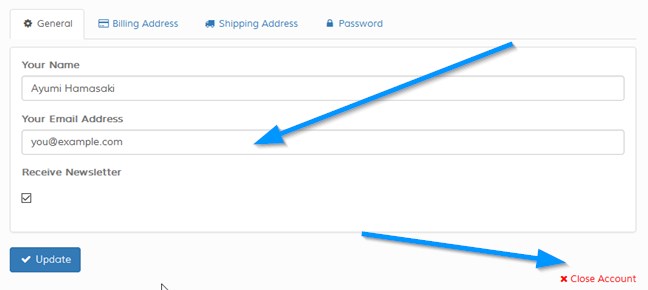 General Billing Address Shipping Address Password
Your Name
Ayumi Hamasaki
Your Email Address
you@example.com
Receive Newsletter
Update
Close Account